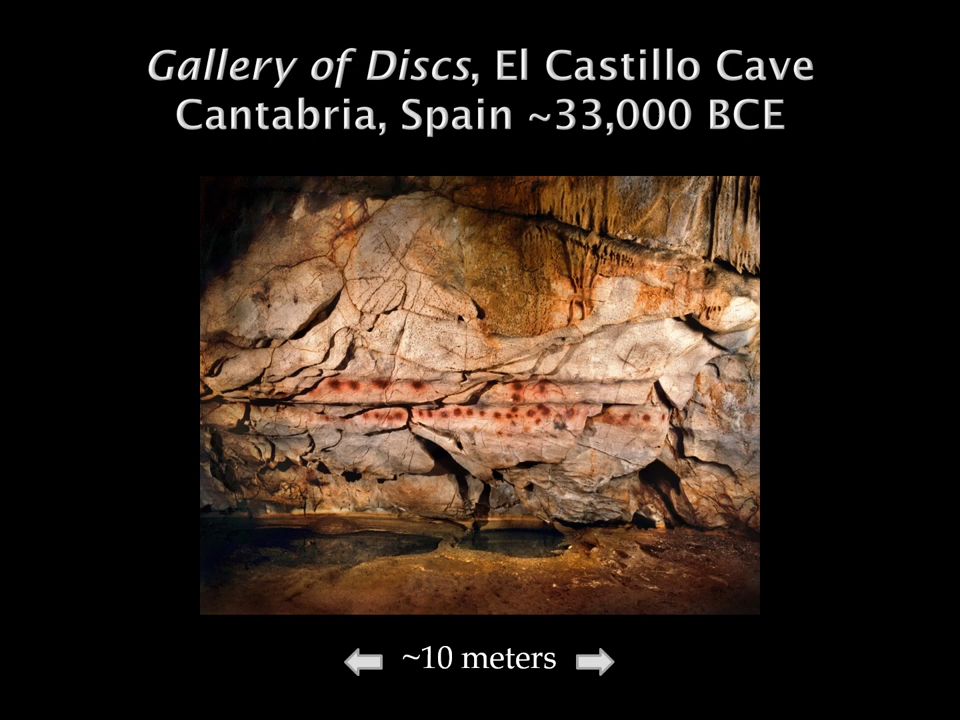 Gallery of Discs, El Castillo Cave
Cantabria, Spain ~33,000 BCE
~10 meters